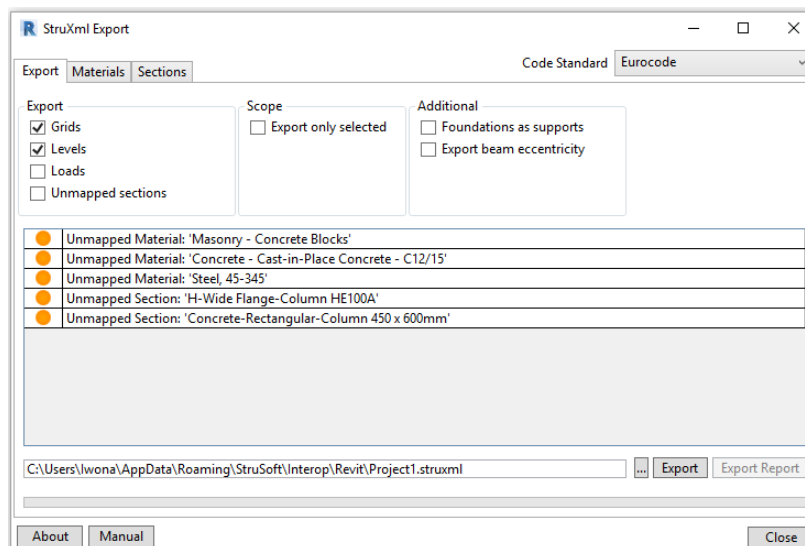 StruXml Export
Code Standard Eurocode
Export Materials Sections
Export Scope Additional
Grids Export only selected Foundations as supports
Levels Export beam eccentricity
Loads
Unmapped sections
Unmapped Material: 'Masonry - Concrete Blocks'
Unmapped Material: 'Concrete - Cast-in-Place Concrete - C12/15'
Unmapped Material: 'Steel, 45-345'
Unmapped Section: 'H-Wide Flange-Column HE100A'
Unmapped Section: 'Concrete-Rectangular-Column 450 x 600mm'
C:\Users\Iwona\AppData\Roaming\StruSoft\Interop\Revit\Project1.struxml ... Export Export Report
About Manual Close